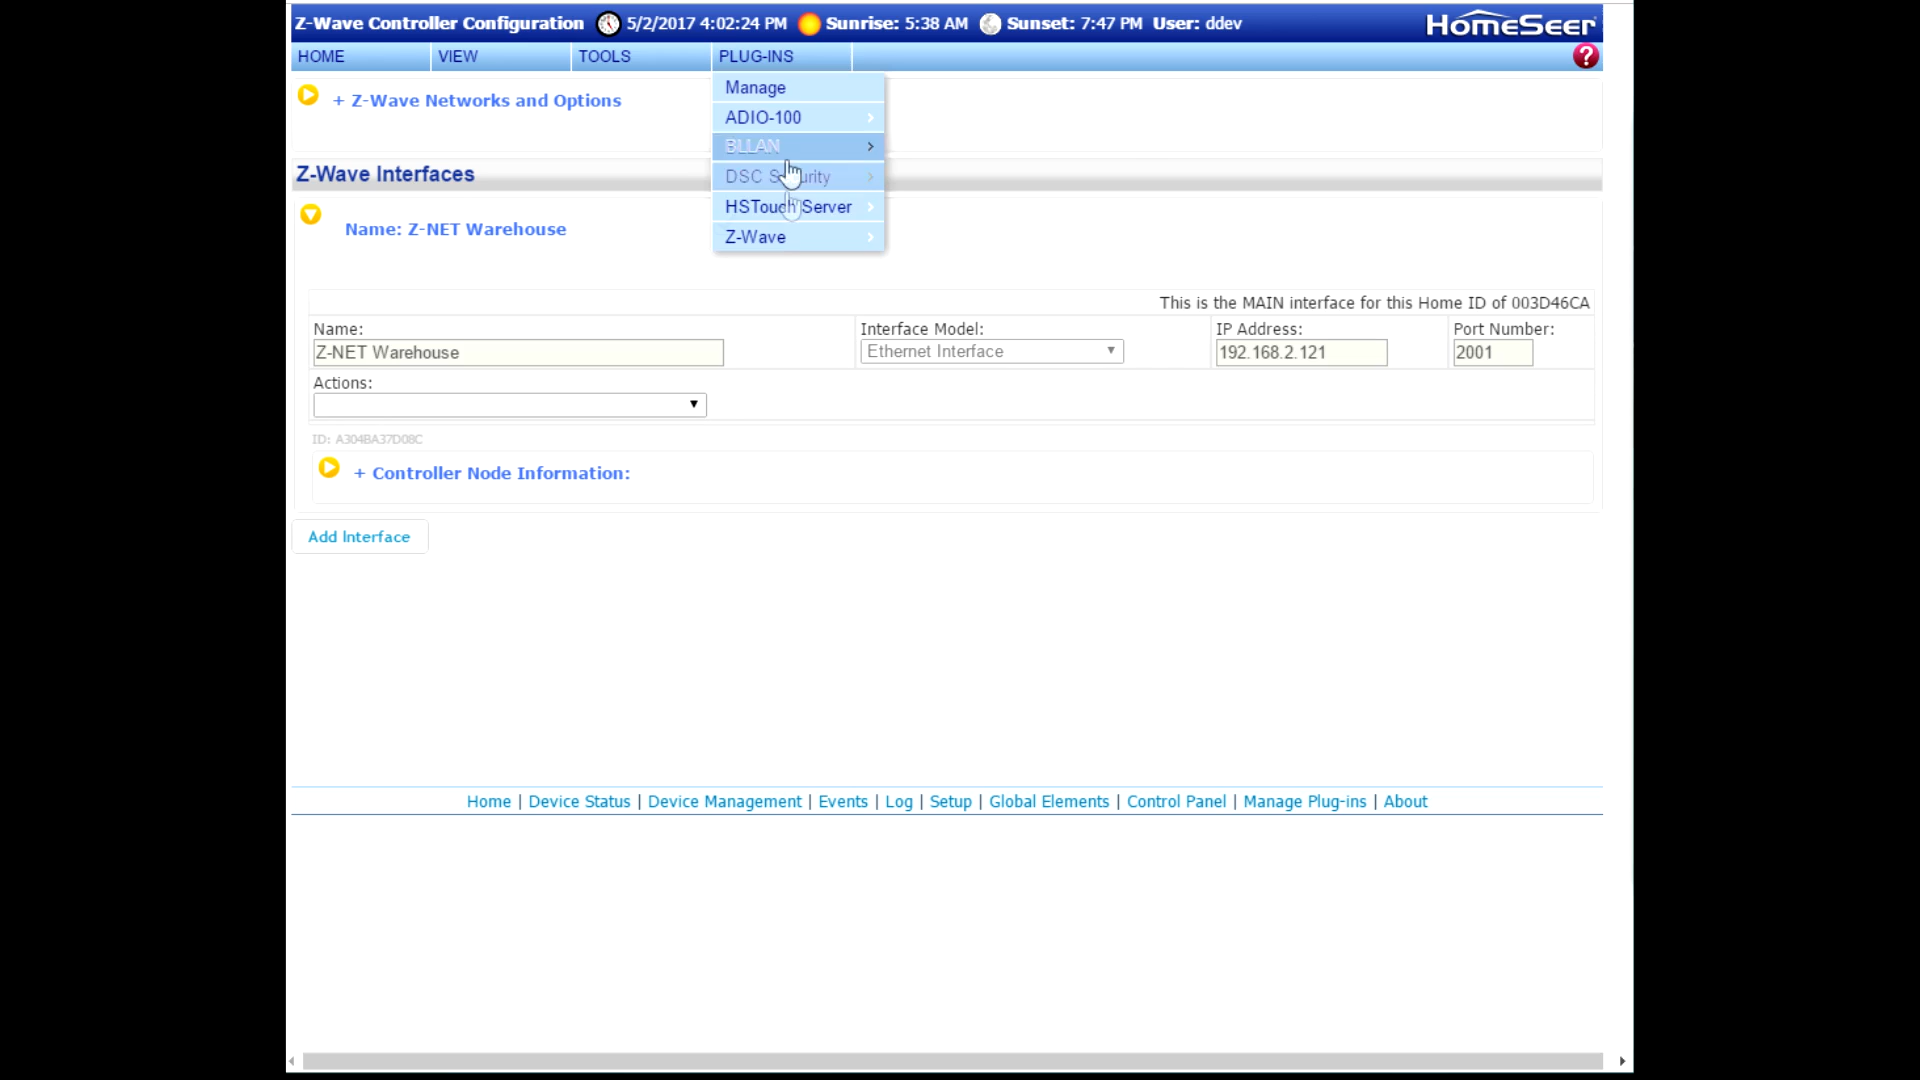 Z-Wave Controller Configuration 5/2/2017 4:02:24 PM Sunrise: 5:38 AM Sunset: 7:47 PM User: ddev HomeSeer
HOME VIEW TOOLS PLUG-INS ?
Manage
+ Z-Wave Networks and Options
ADIO-100
BLLAN
Z-Wave Interfaces
DSC Security
HSTouch Server
Name: Z-NET Warehouse
Z-Wave
This is the MAIN interface for this Home ID of 003D46CA
Name: Interface Model: IP Address: Port Number:
Z-NET Warehouse Ethernet Interface 192.168.2.121 2001
Actions:
ID: A304BA37D08C
+ Controller Node Information:
Add Interface
Home | Device Status | Device Management | Events | Log | Setup | Global Elements | Control Panel | Manage Plug-ins | About